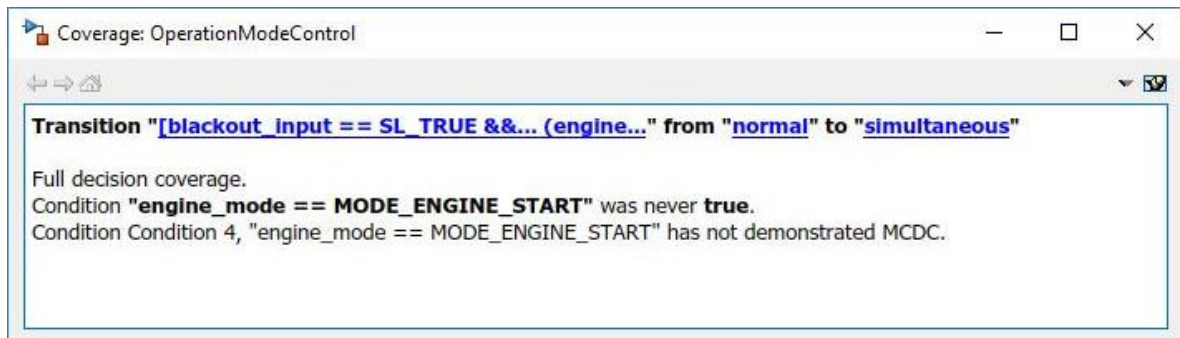 Coverage: OperationModeControl
Transition "[blackout_input == SL_TRUE &&... (engine..." from "normal" to "simultaneous"
Full decision coverage.
Condition "engine_mode == MODE_ENGINE_START" was never true.
Condition Condition 4, "engine_mode == MODE_ENGINE_START" has not demonstrated MCDC.